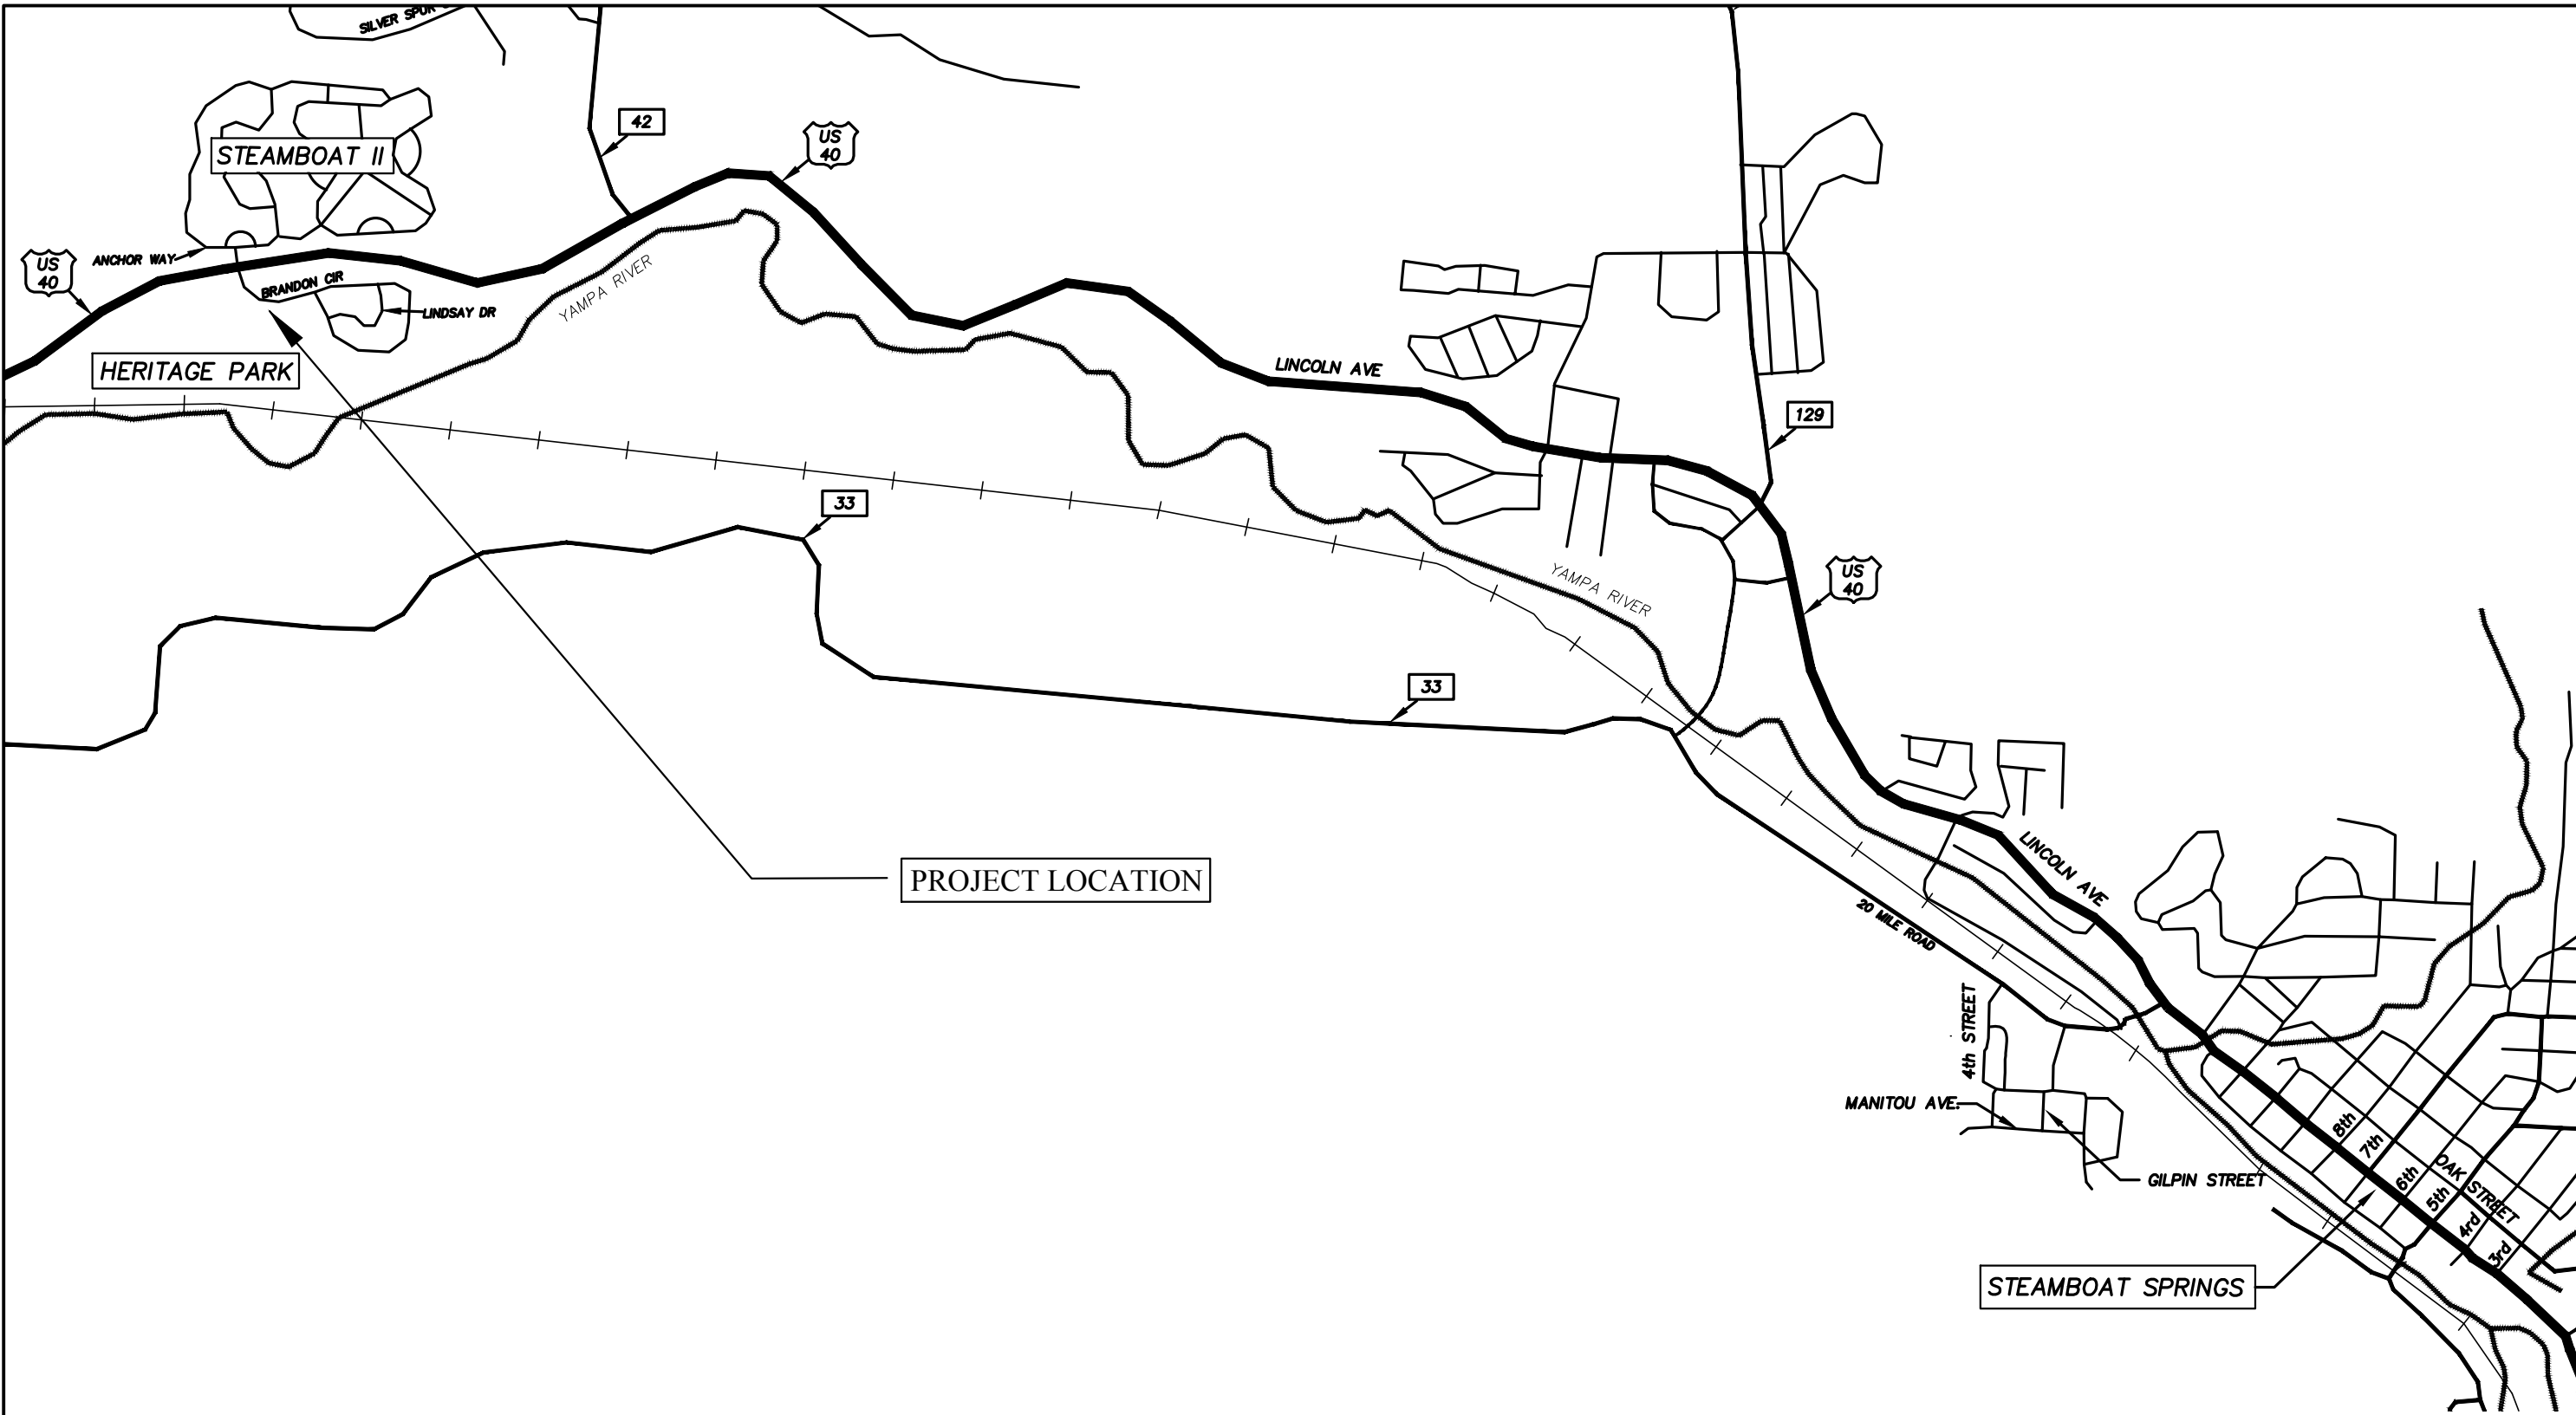 SILVER SPUR
42
US
40
STEAMBOAT II
ANCHOR WAY
US
40
BRANDON CIR
LINDSAY DR
YAMPA RIVER
HERITAGE PARK
LINCOLN AVE
129
33
YAMPA RIVER
US
40
33
PROJECT LOCATION
LINCOLN AVE
20 MILE ROAD
4th STREET
MANITOU AVE.
GILPIN STREET
8th
7th
6th
5th
4rd
3rd
OAK STREET
STEAMBOAT SPRINGS